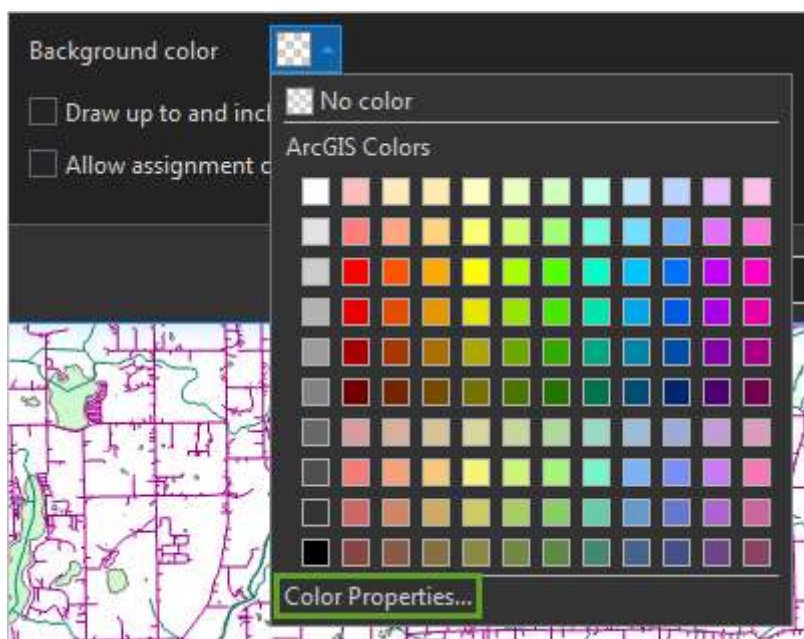 Background color
No color
Draw up to and incl
ArcGIS Colors
Allow assignment
Color Properties...